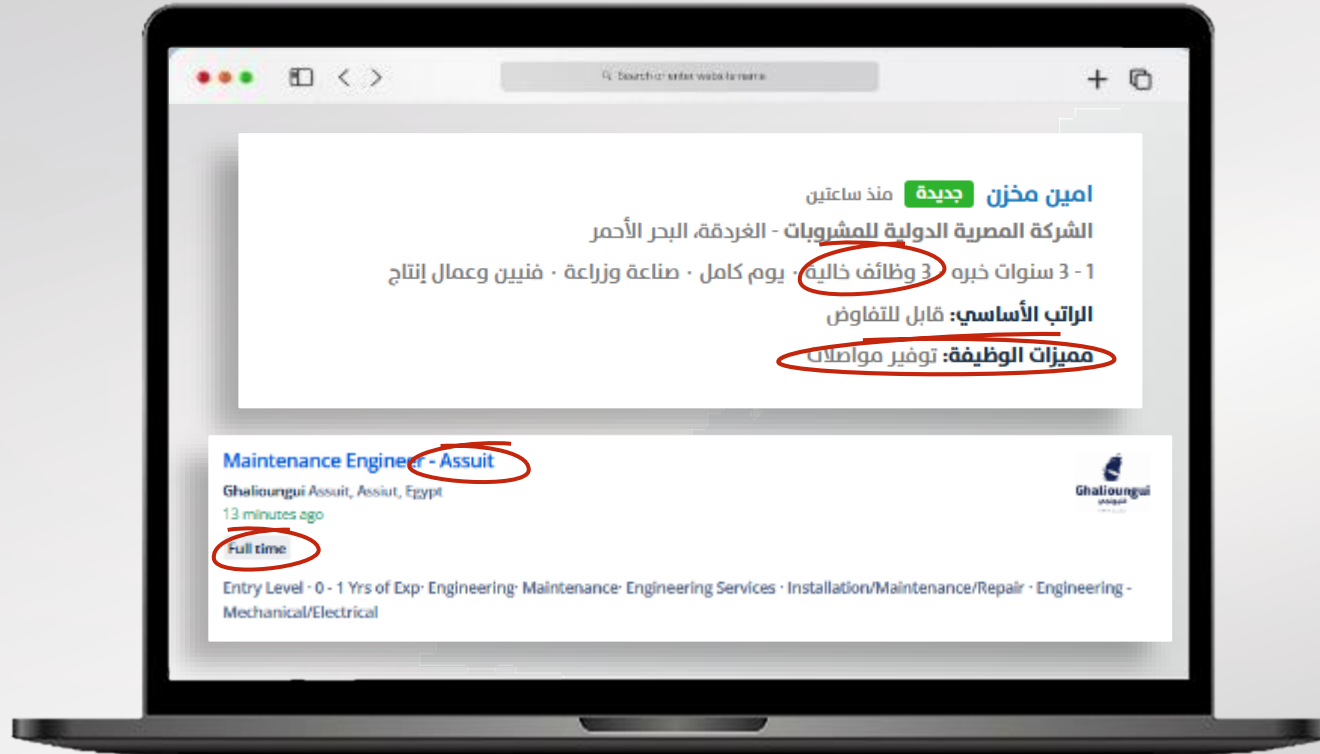 Search or enter website name
امين مخزن جديدة منذ ساعتين
الشركة المصرية الدولية للمشروبات - الغردقة، البحر الأحمر
1 - 3 سنوات خبره · 3 وظائف خالية · يوم كامل · صناعة وزراعة · فنيين وعمال إنتاج
الراتب الأساسي: قابل للتفاوض
مميزات الوظيفة: توفير مواصلات
Maintenance Engineer - Assuit
Ghalioungui Assuit, Assiut, Egypt
13 minutes ago
Full time
Entry Level · 0 - 1 Yrs of Exp· Engineering· Maintenance· Engineering Services · Installation/Maintenance/Repair · Engineering -
Mechanical/Electrical
Ghalioungui